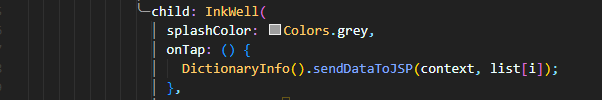 child: InkWell(
splashColor: Colors.grey,
onTap: () {
DictionaryInfo().sendDataToJSP(context, list[i]);
},